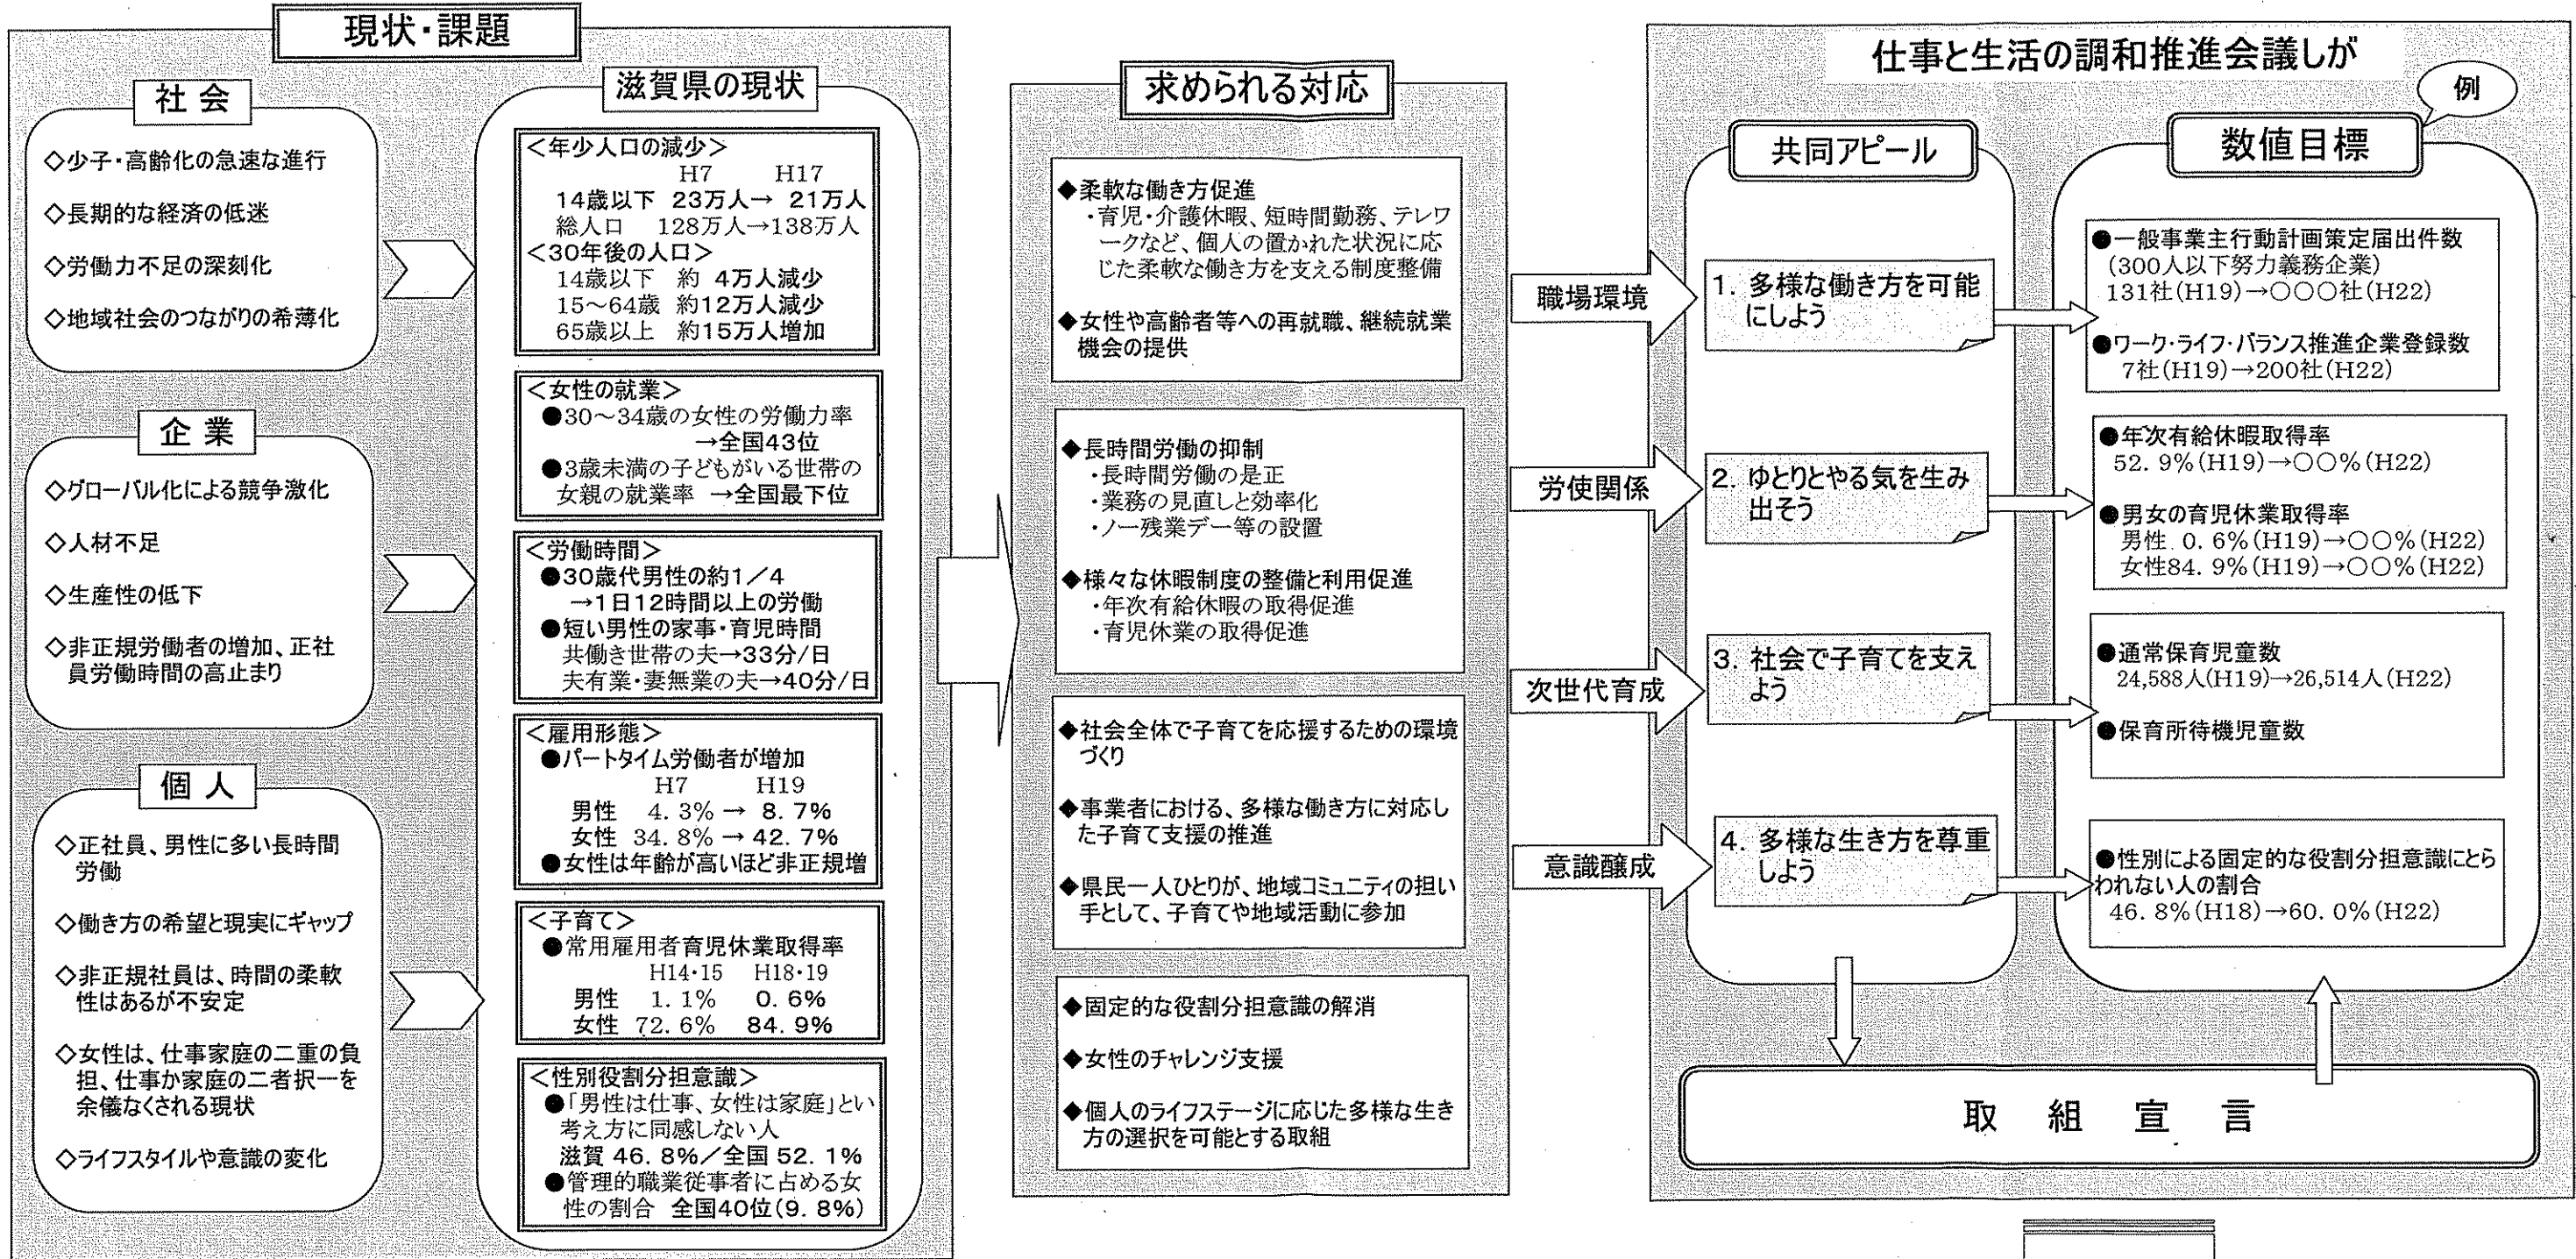 現状・課題
社会
◇少子・高齢化の急速な進行
◇長期的な経済の低迷
◇労働力不足の深刻化
◇地域社会のつながりの希薄化
企業
◇グローバル化による競争激化
◇人材不足
◇生産性の低下
◇非正規労働者の増加、正社
員労働時間の高止まり
個人
◇正社員、男性に多い長時間
労働
◇働き方の希望と現実にギャップ
◇非正規社員は、時間の柔軟
性はあるが不安定
◇女性は、仕事家庭の二重の負
担、仕事か家庭の二者択一を
余儀なくされる現状
◇ライフスタイルや意識の変化
滋賀県の現状
＜年少人口の減少＞
H7 H17
14歳以下 23万人→ 21万人
総人口 128万人→138万人
＜30年後の人口＞
14歳以下 約 4万人減少
15～64歳 約12万人減少
65歳以上 約15万人増加
＜女性の就業＞
●30～34歳の女性の労働力率
→全国43位
●3歳未満の子どもがいる世帯の
女親の就業率 →全国最下位
＜労働時間＞
●30歳代男性の約1／4
→1日12時間以上の労働
●短い男性の家事・育児時間
共働き世帯の夫→33分/日
夫有業・妻無業の夫→40分/日
＜雇用形態＞
●パートタイム労働者が増加
H7 H19
男性 4. 3% → 8. 7%
女性 34. 8% → 42. 7%
●女性は年齢が高いほど非正規増
＜子育て＞
●常用雇用者育児休業取得率
H14・15 H18・19
男性 1. 1% 0. 6%
女性 72. 6% 84. 9%
＜性別役割分担意識＞
●「男性は仕事、女性は家庭」とい
考え方に同感しない人
滋賀 46. 8%／全国 52. 1%
●管理的職業従事者に占める女
性の割合 全国40位(9. 8%)
求められる対応
◆柔軟な働き方促進
・育児・介護休暇、短時間勤務、テレワ
ークなど、個人の置かれた状況に応
じた柔軟な働き方を支える制度整備
◆女性や高齢者等への再就職、継続就業
機会の提供
◆長時間労働の抑制
・長時間労働の是正
・業務の見直しと効率化
・ノー残業デー等の設置
◆様々な休暇制度の整備と利用促進
・年次有給休暇の取得促進
・育児休業の取得促進
◆社会全体で子育てを応援するための環境
づくり
◆事業者における、多様な働き方に対応し
た子育て支援の推進
◆県民一人ひとりが、地域コミュニティの担い
手として、子育てや地域活動に参加
◆固定的な役割分担意識の解消
◆女性のチャレンジ支援
◆個人のライフステージに応じた多様な生き
方の選択を可能とする取組
職場環境
労使関係
次世代育成
意識醸成
仕事と生活の調和推進会議しが
例
共同アピール
1. 多様な働き方を可能
にしよう
2. ゆとりとやる気を生み
出そう
3. 社会で子育てを支え
よう
4. 多様な生き方を尊重
しよう
数値目標
●一般事業主行動計画策定届出件数
(300人以下努力義務企業)
131社(H19)→○○○社(H22)
●ワーク・ライフ・バランス推進企業登録数
7社(H19)→200社(H22)
●年次有給休暇取得率
52. 9%(H19)→○○%(H22)
●男女の育児休業取得率
男性 0. 6%(H19)→○○%(H22)
女性84. 9%(H19)→○○%(H22)
●通常保育児童数
24,588人(H19)→26,514人(H22)
●保育所待機児童数
●性別による固定的な役割分担意識にとら
われない人の割合
46. 8%(H18)→60. 0%(H22)
取組宣言